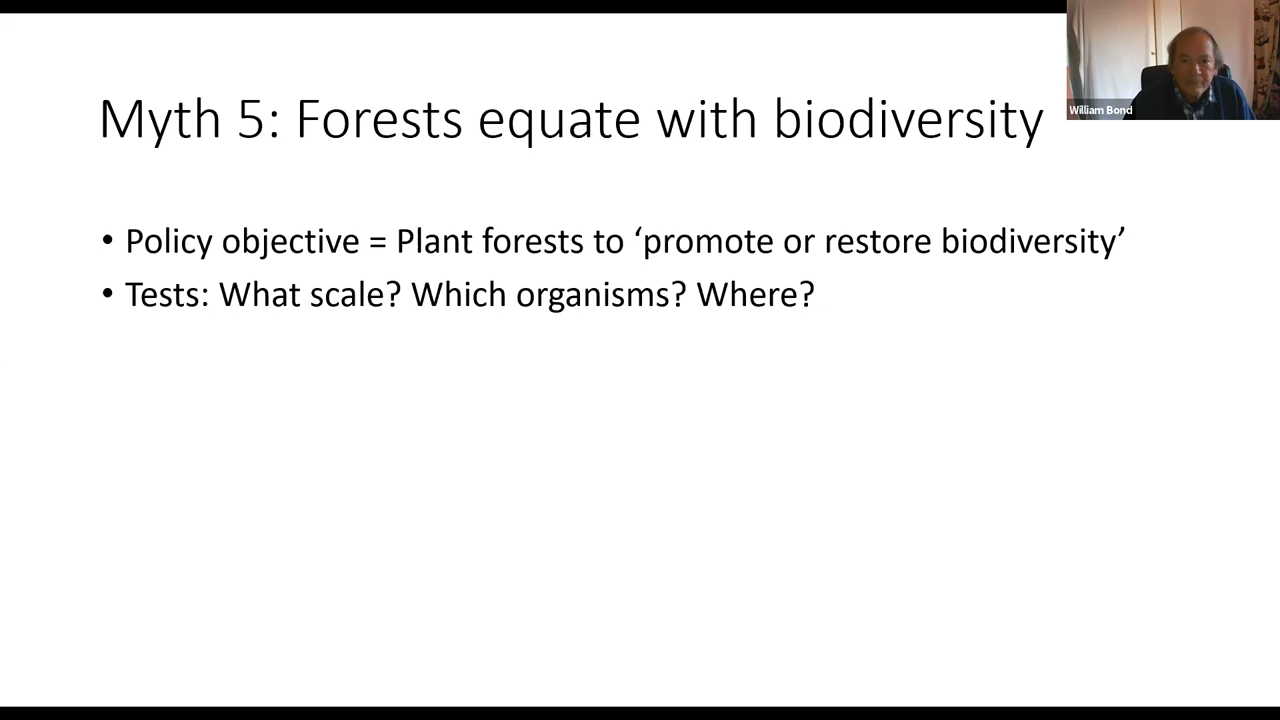 Myth 5: Forests equate with biodiversity
William Bond
• Policy objective = Plant forests to ‘promote or restore biodiversity’
• Tests: What scale? Which organisms? Where?